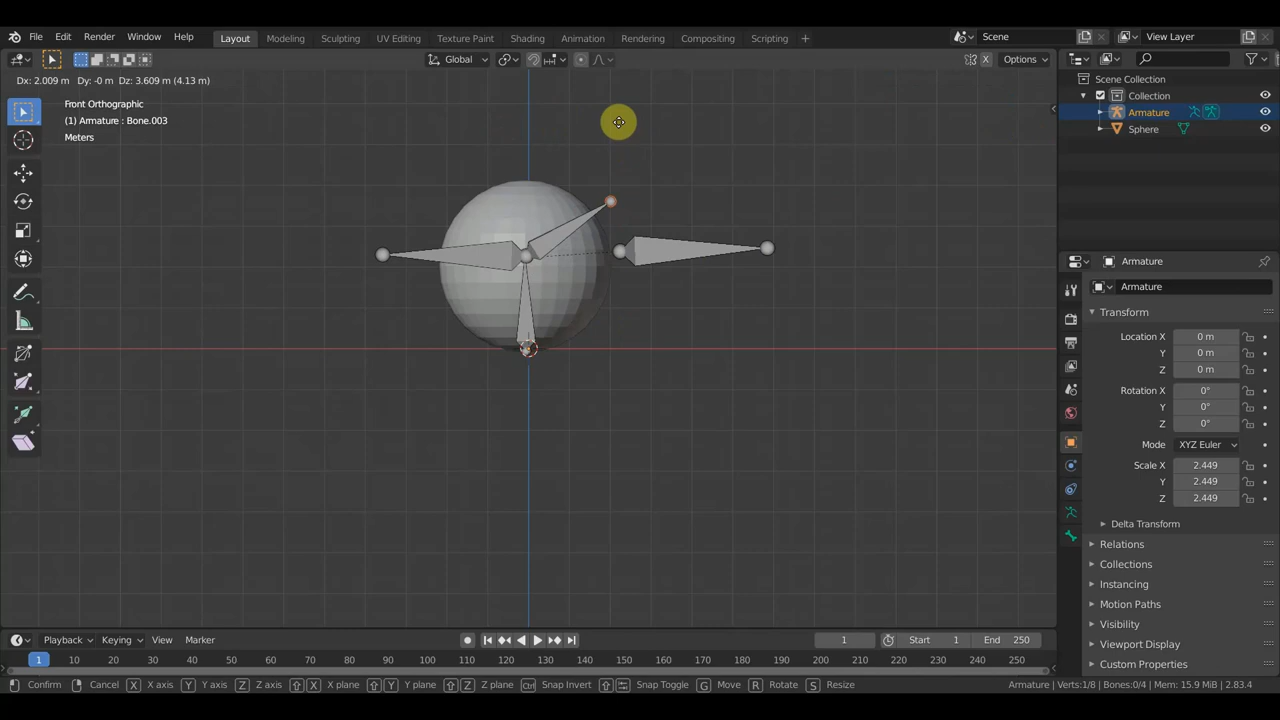 File Edit Render Window Help Layout Modeling Sculpting UV Editing Texture Paint Shading Animation Rendering Compositing Scripting + Scene View Layer
Global X Options
Dx: 2.009 m Dy: -0 m Dz: 3.609 m (4.13 m)
Front Orthographic
(1) Armature : Bone.003
Meters
Scene Collection
Collection
Armature
Sphere
Armature
Armature
Transform
Location X 0 m
Y 0 m
Z 0 m
Rotation X 0°
Y 0°
Z 0°
Mode XYZ Euler
Scale X 2.449
Y 2.449
Z 2.449
Delta Transform
Relations
Collections
Instancing
Motion Paths
Visibility
Viewport Display
Custom Properties
Playback Keying View Marker 1 Start 1 End 250
1 10 20 30 40 50 60 70 80 90 100 110 120 130 140 150 160 170 180 190 200 210 220 230 240 250
Confirm Cancel X X axis Y Y axis Z Z axis X X plane Y Y plane Z Z plane Ctrl Snap Invert Snap Toggle G Move R Rotate S Resize Armature | Verts:1/8 | Bones:0/4 | Mem: 15.9 MiB | 2.83.4